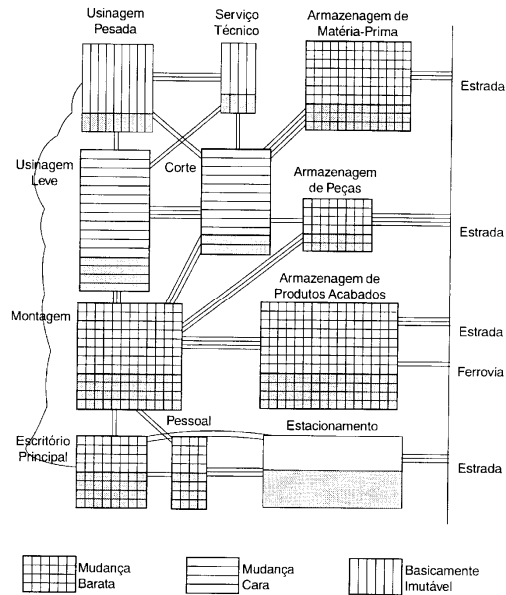 Usinagem
Pesada
Serviço
Técnico
Armazenagem de
Matéria-Prima
Estrada
Usinagem
Leve
Corte
Armazenagem
de Peças
Estrada
Armazenagem de
Produtos Acabados
Montagem
Estrada
Ferrovia
Pessoal
Estacionamento
Escritório
Principal
Estrada
Mudança
Barata
Mudança
Cara
Basicamente
Imutável